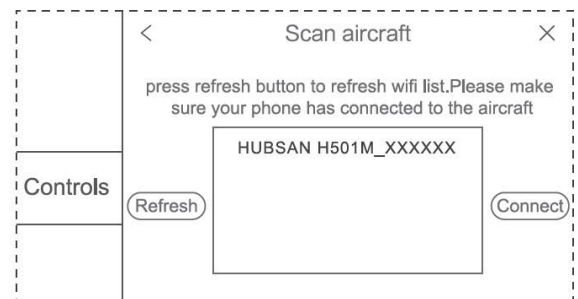 Scan aircraft
press refresh button to refresh wifi list.Please make
sure your phone has connected to the aircraft
HUBSAN H501M_XXXXXX
Controls
Refresh
Connect